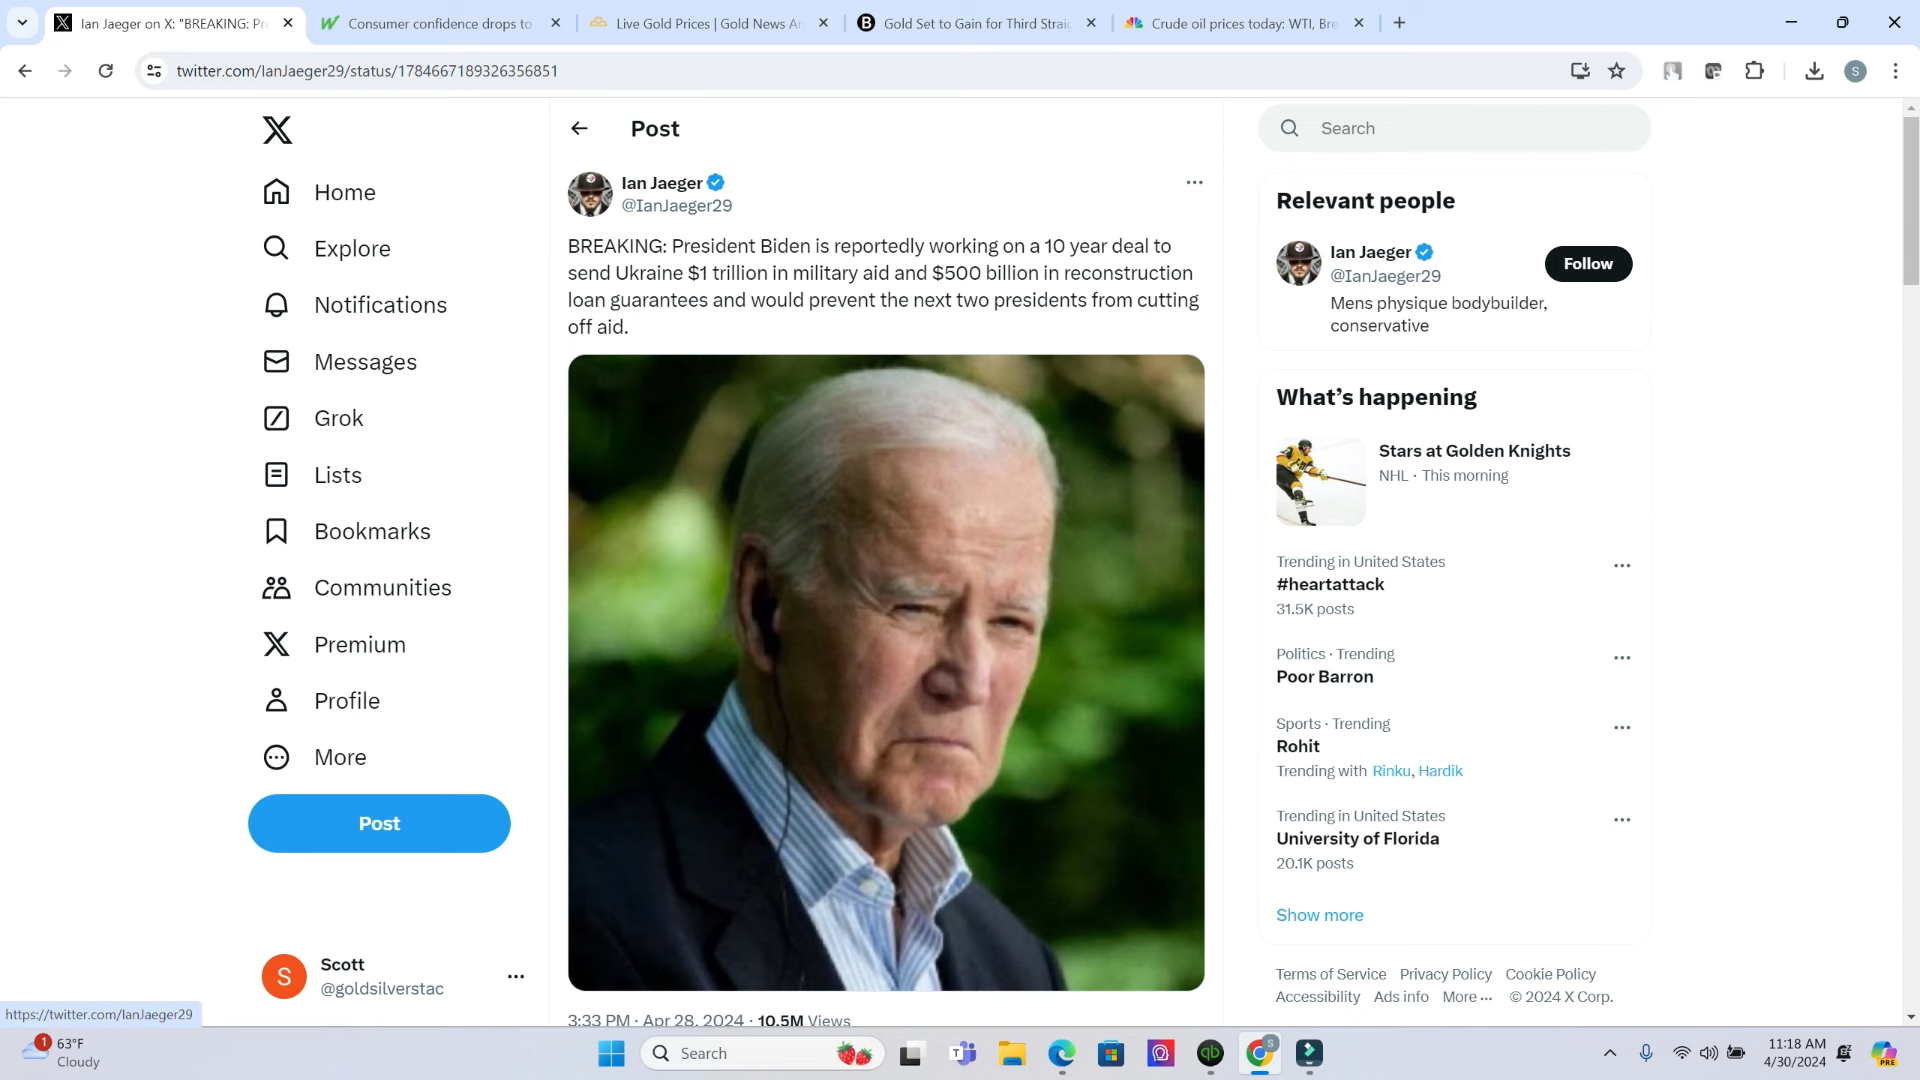 Ian Jaeger on X: "BREAKING: Pr
Consumer confidence drops to
Live Gold Prices | Gold News An
Gold Set to Gain for Third Straig
Crude oil prices today: WTI, Bre
twitter.com/IanJaeger29/status/1784667189326356851
S
Post
Search
Ian Jaeger
@IanJaeger29
BREAKING: President Biden is reportedly working on a 10 year deal to
send Ukraine $1 trillion in military aid and $500 billion in reconstruction
loan guarantees and would prevent the next two presidents from cutting
off aid.
3:33 PM · Apr 28, 2024 · 10.5M Views
Home
Explore
Notifications
Messages
Grok
Lists
Bookmarks
Communities
Premium
Profile
More
Post
S
Scott
@goldsilverstac
Relevant people
Ian Jaeger
@IanJaeger29
Follow
Mens physique bodybuilder,
conservative
What's happening
Stars at Golden Knights
NHL · This morning
Trending in United States
#heartattack
31.5K posts
Politics · Trending
Poor Barron
Sports · Trending
Rohit
Trending with Rinku, Hardik
Trending in United States
University of Florida
20.1K posts
Show more
Terms of Service Privacy Policy Cookie Policy
Accessibility Ads info More ··· © 2024 X Corp.
https://twitter.com/IanJaeger29
1
63°F
Cloudy
Search
qb
S
11:18 AM
4/30/2024
PRE